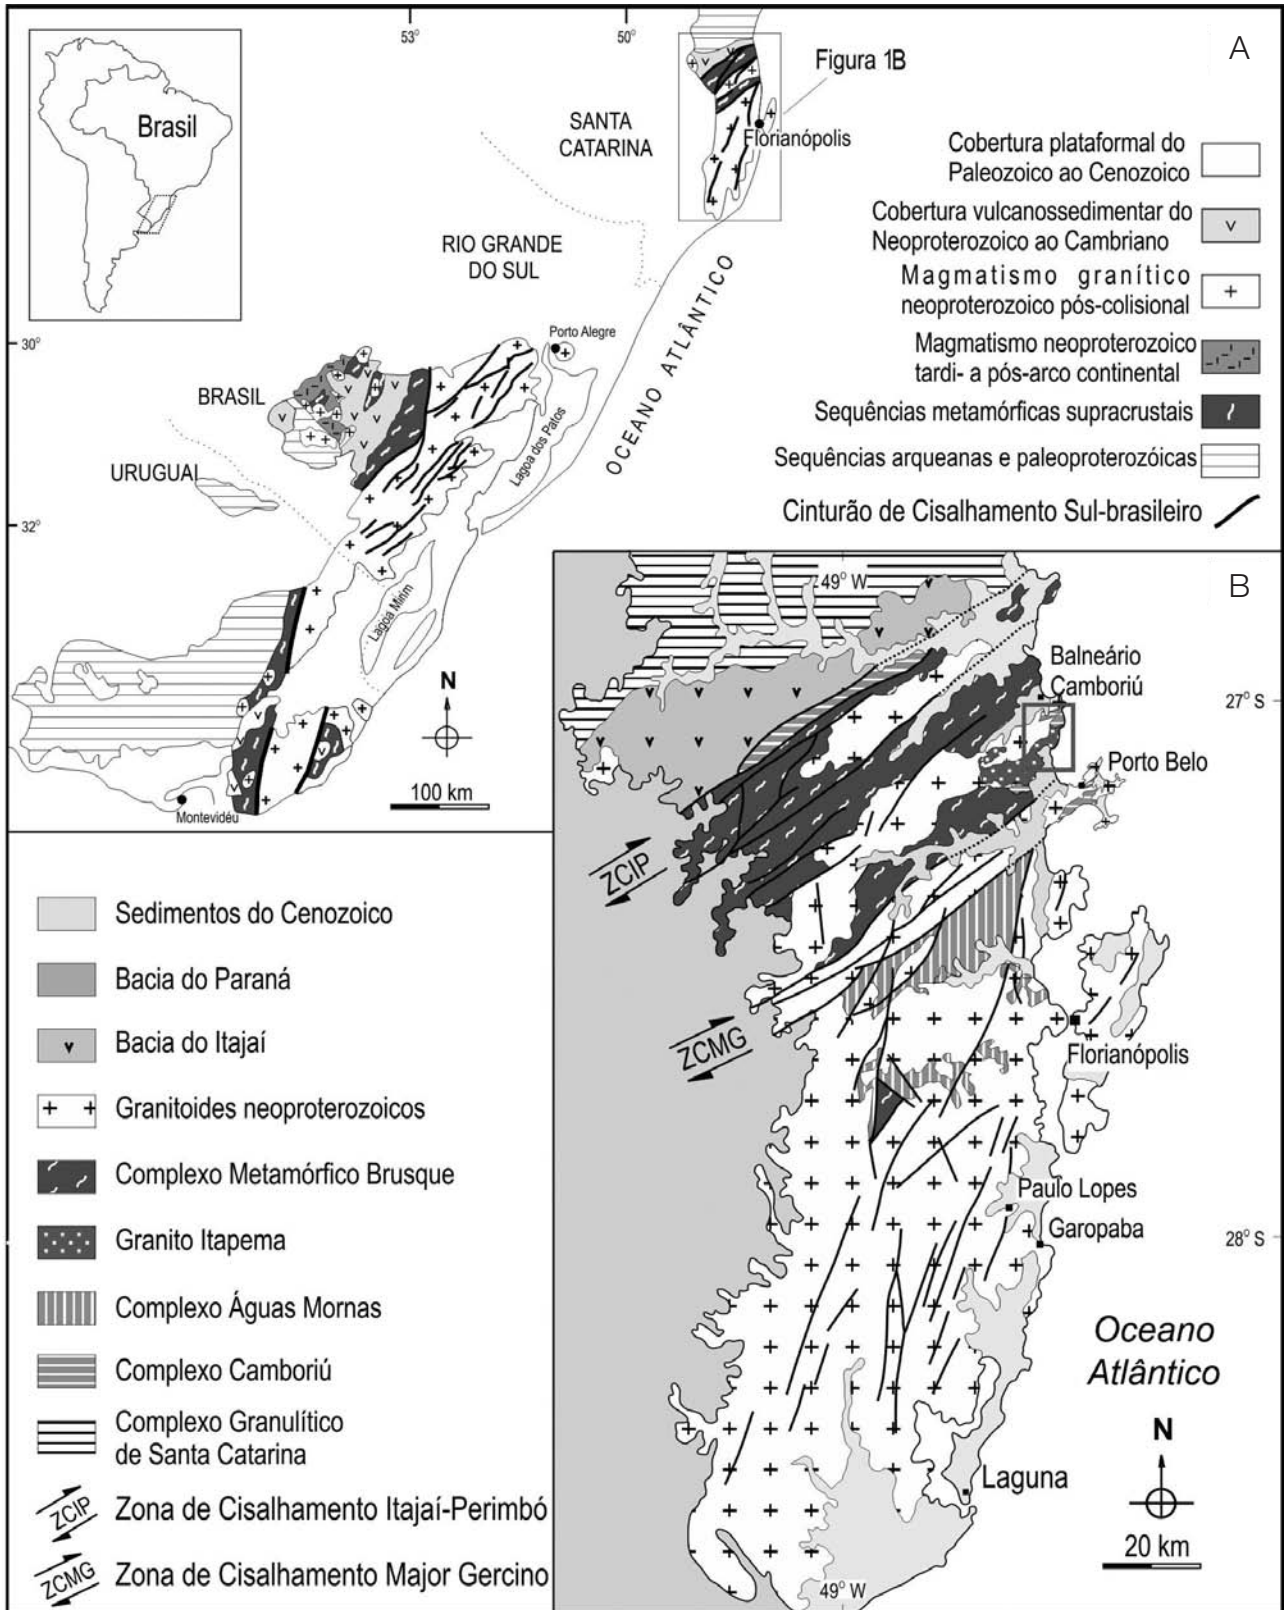 53°
50°
A
Brasil
Figura 1B
SANTA
CATARINA
Florianópolis
Cobertura plataformal do
Paleozoico ao Cenozoico
Cobertura vulcanossedimentar do
Neoproterozoico ao Cambriano
Magmatismo granítico
neoproterozoico pós-colisional
Magmatismo neoproterozoico
tardi- a pós-arco continental
Sequências metamórficas supracrustais
Sequências arqueanas e paleoproterozóicas
Cinturão de Cisalhamento Sul-brasileiro
RIO GRANDE
DO SUL
OCEANO ATLÂNTICO
30°
Porto Alegre
BRASIL
Lagoa dos Patos
URUGUAI
32°
Lagoa Mirim
N
100 km
Montevidéu
B
49° W
Balneário
Camboriú
27° S
Porto Belo
ZCIP
ZCMG
Florianópolis
Paulo Lopes
Garopaba
28° S
Oceano
Atlântico
N
Laguna
20 km
49° W
Sedimentos do Cenozoico
Bacia do Paraná
Bacia do Itajaí
Granitoides neoproterozoicos
Complexo Metamórfico Brusque
Granito Itapema
Complexo Águas Mornas
Complexo Camboriú
Complexo Granulítico
de Santa Catarina
ZCIP Zona de Cisalhamento Itajaí-Perimbó
ZCMG Zona de Cisalhamento Major Gercino